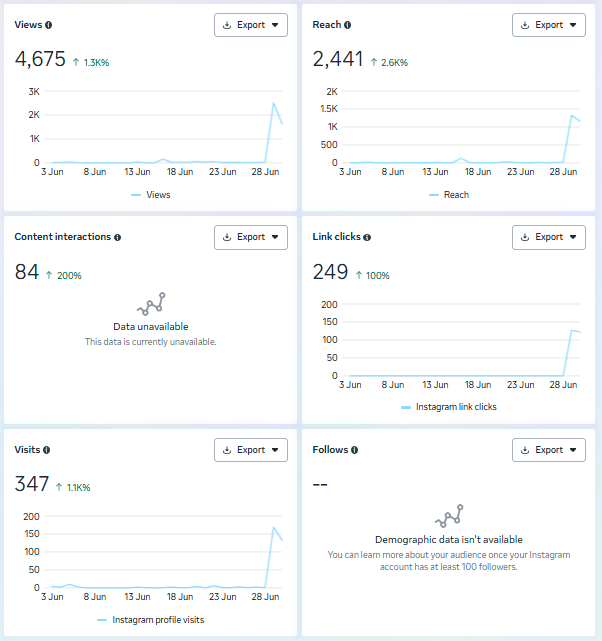 Views
Export
4,675 ↑ 1.3K%
3K
2K
1K
0
3 Jun 8 Jun 13 Jun 18 Jun 23 Jun 28 Jun
Views
Reach
Export
2,441 ↑ 2.6K%
2K
1.5K
1K
500
0
3 Jun 8 Jun 13 Jun 18 Jun 23 Jun 28 Jun
Reach
Content interactions
Export
84 ↑ 200%
Data unavailable
This data is currently unavailable.
Link clicks
Export
249 ↑ 100%
200
150
100
50
0
3 Jun 8 Jun 13 Jun 18 Jun 23 Jun 28 Jun
Instagram link clicks
Visits
Export
347 ↑ 1.1K%
200
150
100
50
0
3 Jun 8 Jun 13 Jun 18 Jun 23 Jun 28 Jun
Instagram profile visits
Follows
Export
--
Demographic data isn't available
You can learn more about your audience once your Instagram
account has at least 100 followers.